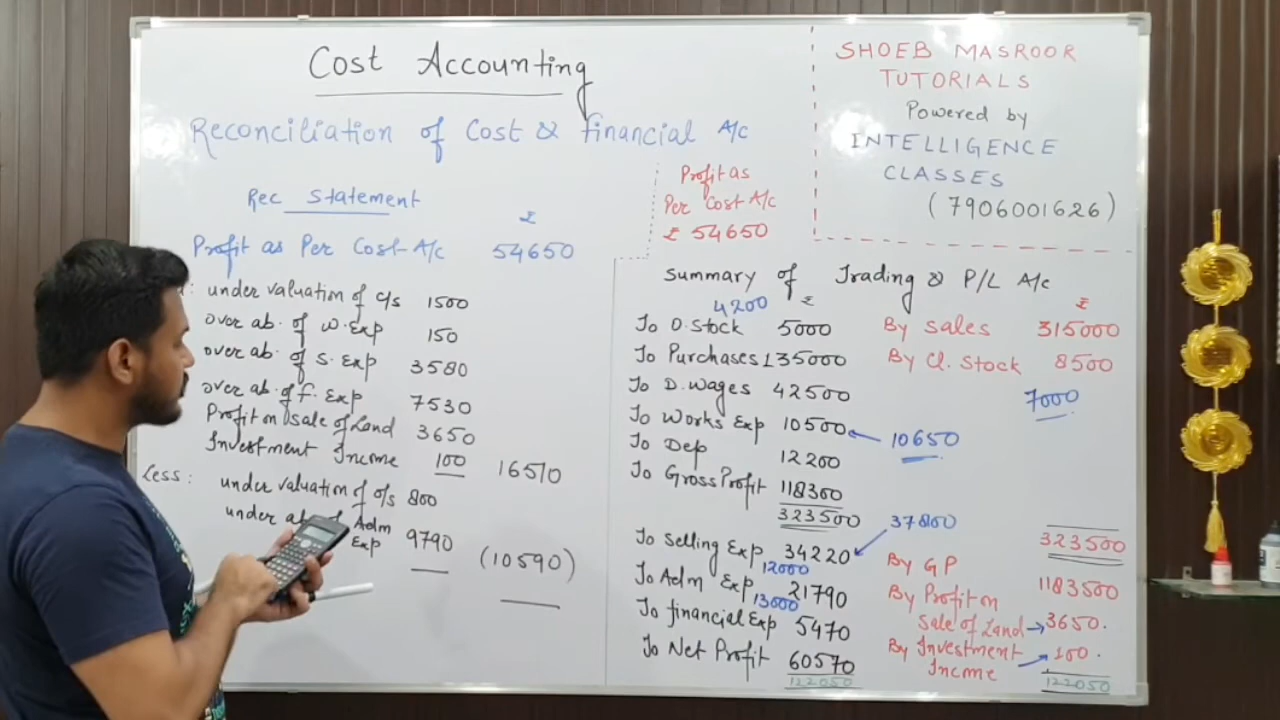 Cost Accounting
Reconciliation of Cost & financial A/c
SHOEB MASROOR
TUTORIALS
Powered by
INTELLIGENCE
CLASSES
(7906001626)
Rec Statement
₹
Profit as Per Cost A/c 54650
: under valuation of c/s 1500
over ab. of w. Exp 150
over ab. of S. Exp 3580
over ab. of f. Exp 7530
Profit on sale of Land 3650
Investment Income 100 16510
Less: under valuation of o/s 800
under Adm
Exp 9790 (10590)
Profit as
Per Cost A/c
₹ 54650
Summary of Trading & P/L A/c
4200 ₹ ₹
To O. Stock 5000 By Sales 315000
To Purchases 135000 By Cl. Stock 8500
To D. Wages 42500 7000
To Works Exp 10500 10650
To Dep 12200
To Gross Profit 118300
323500 323500
To Selling Exp 34220 37800 By GP 1183500
12000
To Adm Exp 21790 By Profit on
13000 Sale of Land → 3650.
To financial Exp 5470 By Investment
Income 100.
To Net Profit 60570
122050 122050